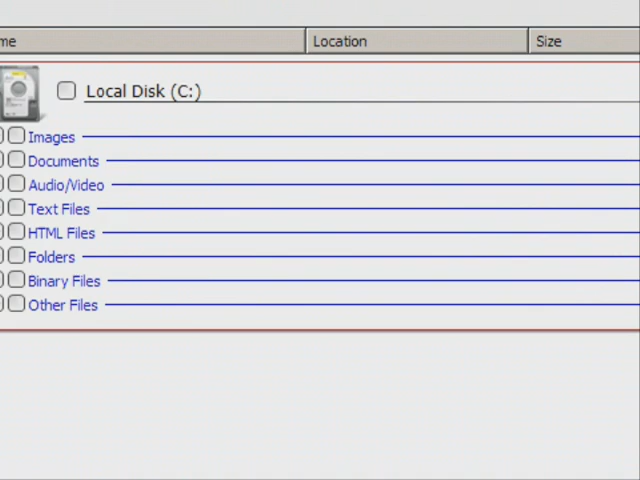 me Location Size
Local Disk (C:)
Images
Documents
Audio/Video
Text Files
HTML Files
Folders
Binary Files
Other Files